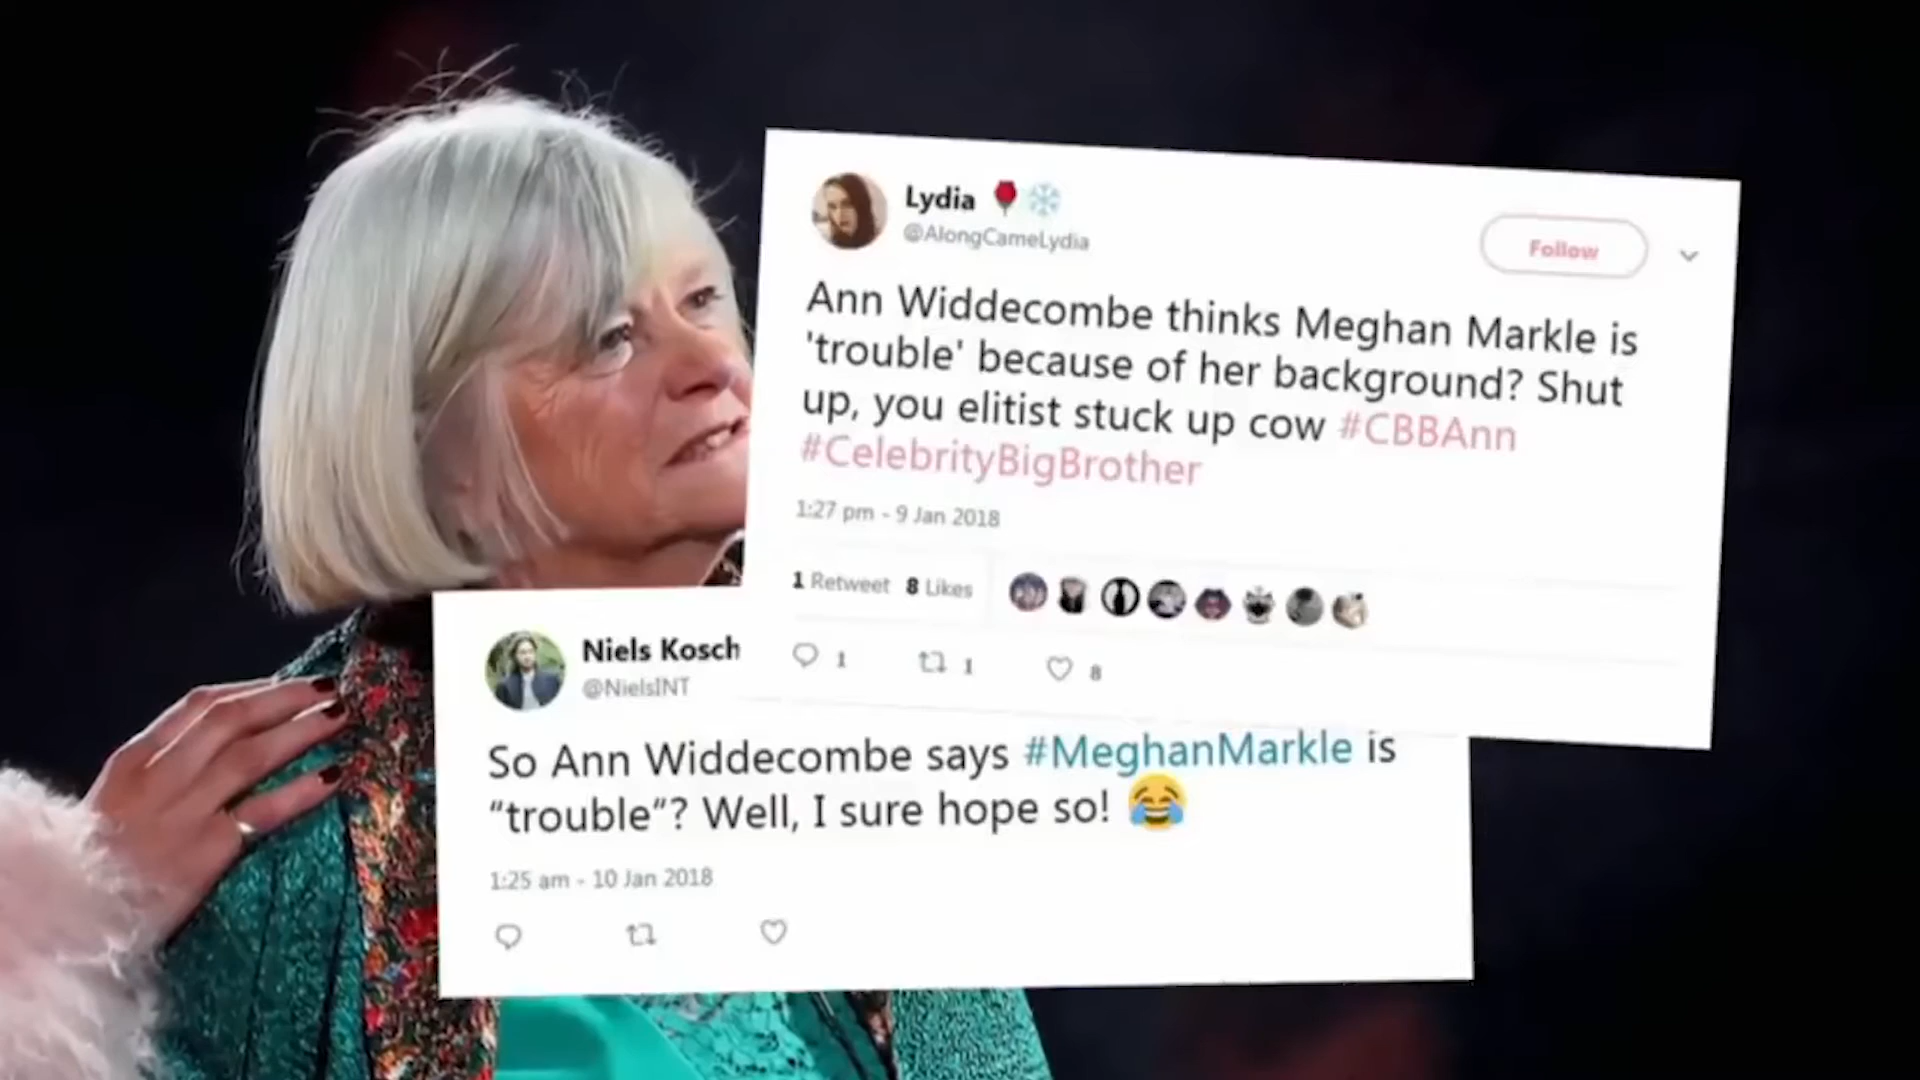 Lydia 🌹❄️
@AlongCameLydia
Follow
Ann Widdecombe thinks Meghan Markle is
'trouble' because of her background? Shut
up, you elitist stuck up cow #CBBAnn
#CelebrityBigBrother
1:27 pm - 9 Jan 2018
1 Retweet 8 Likes
1 1 8
Niels Kosch
@NielsINT
So Ann Widdecombe says #MeghanMarkle is
“trouble”? Well, I sure hope so! 😂
1:25 am - 10 Jan 2018